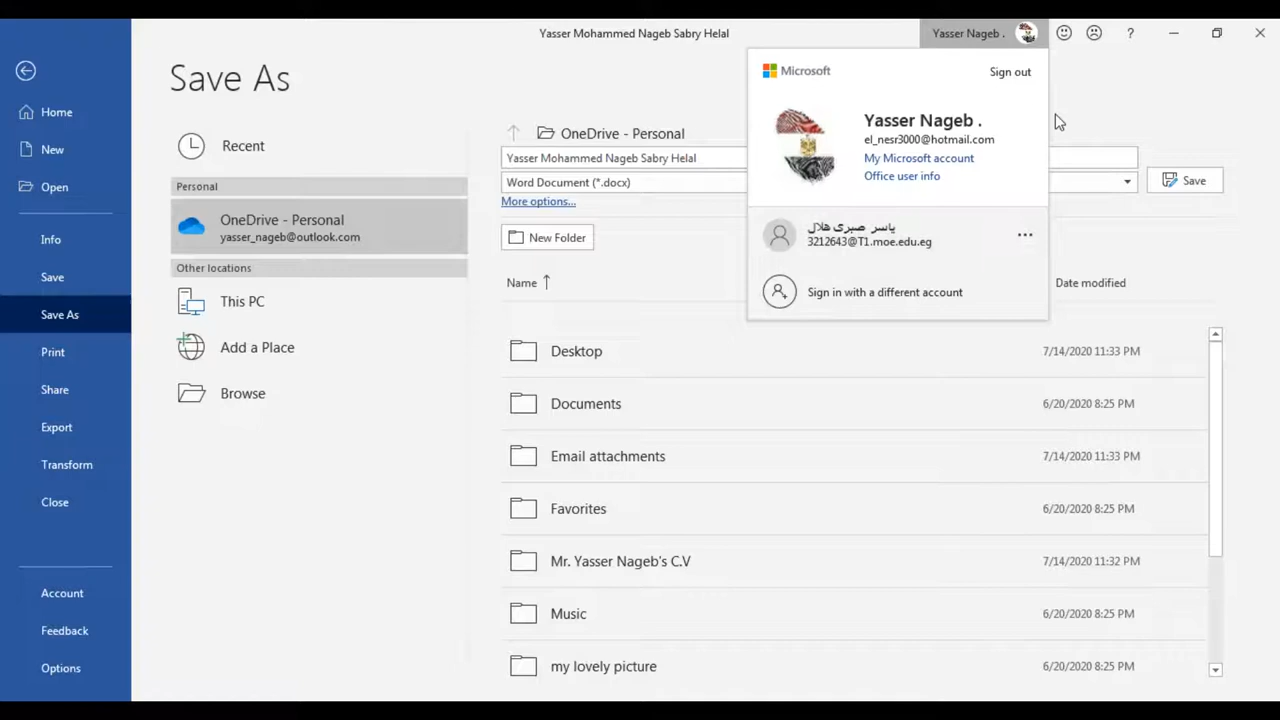 Yasser Mohammed Nageb Sabry Helal
Yasser Nageb .
?
Save As
Home
New
Open
Info
Save
Save As
Print
Share
Export
Transform
Close
Account
Feedback
Options
Recent
Personal
OneDrive - Personal
yasser_nageb@outlook.com
Other locations
This PC
Add a Place
Browse
OneDrive - Personal
Yasser Mohammed Nageb Sabry Helal
Word Document (*.docx)
Save
More options...
New Folder
Name
Date modified
Desktop
7/14/2020 11:33 PM
Documents
6/20/2020 8:25 PM
Email attachments
7/14/2020 11:33 PM
Favorites
6/20/2020 8:25 PM
Mr. Yasser Nageb's C.V
7/14/2020 11:32 PM
Music
6/20/2020 8:25 PM
my lovely picture
6/20/2020 8:25 PM
Microsoft
Sign out
Yasser Nageb .
el_nesr3000@hotmail.com
My Microsoft account
Office user info
ياسر صبرى هلال
3212643@T1.moe.edu.eg
Sign in with a different account